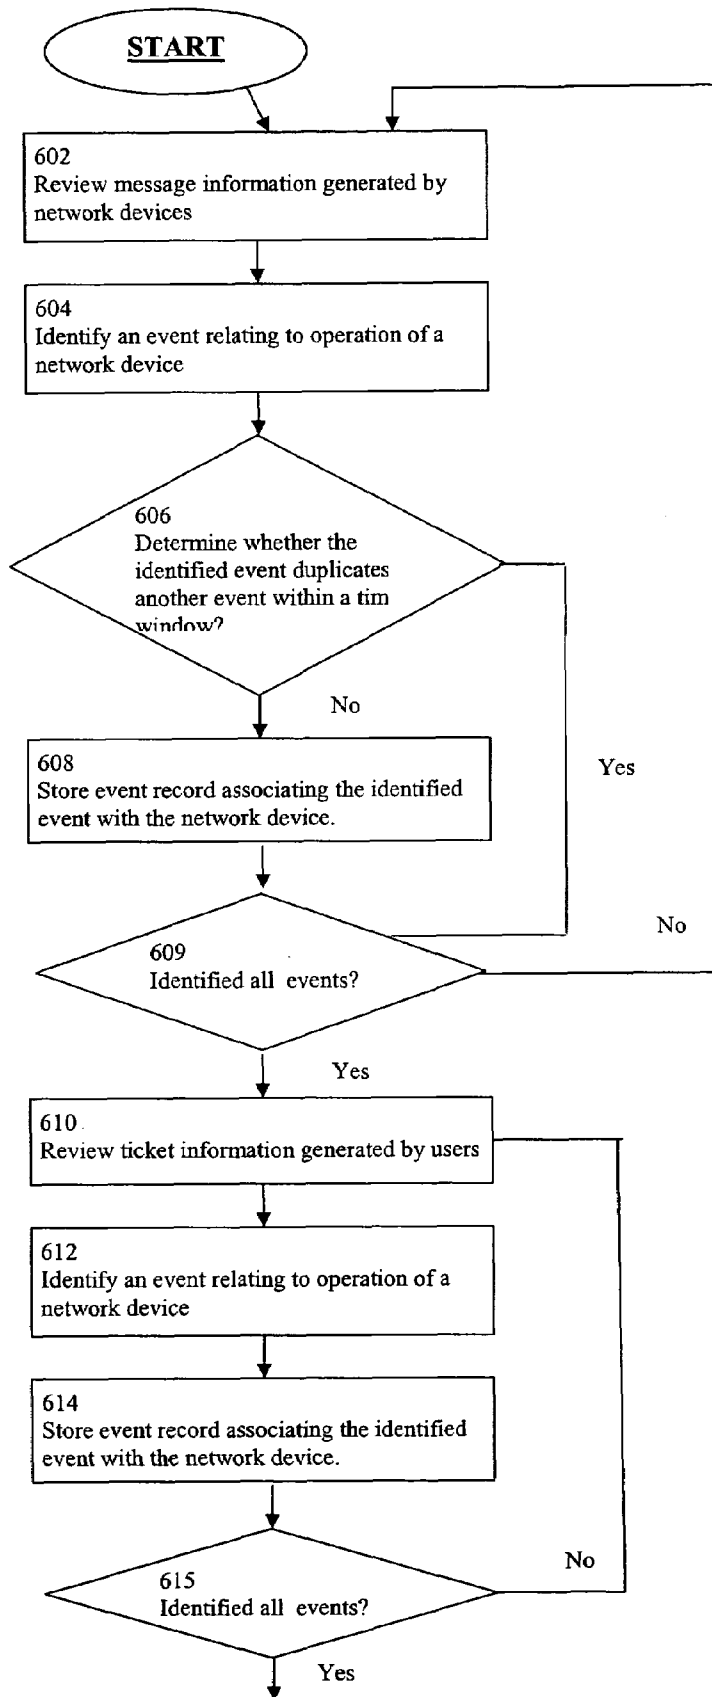 START
602
Review message information generated by
network devices
604
Identify an event relating to operation of a
network device
606
Determine whether the
identified event duplicates
another event within a tim
window?
No
Yes
608
Store event record associating the identified
event with the network device.
No
609
Identified all events?
Yes
610
Review ticket information generated by users
612
Identify an event relating to operation of a
network device
614
Store event record associating the identified
event with the network device.
No
615
Identified all events?
Yes